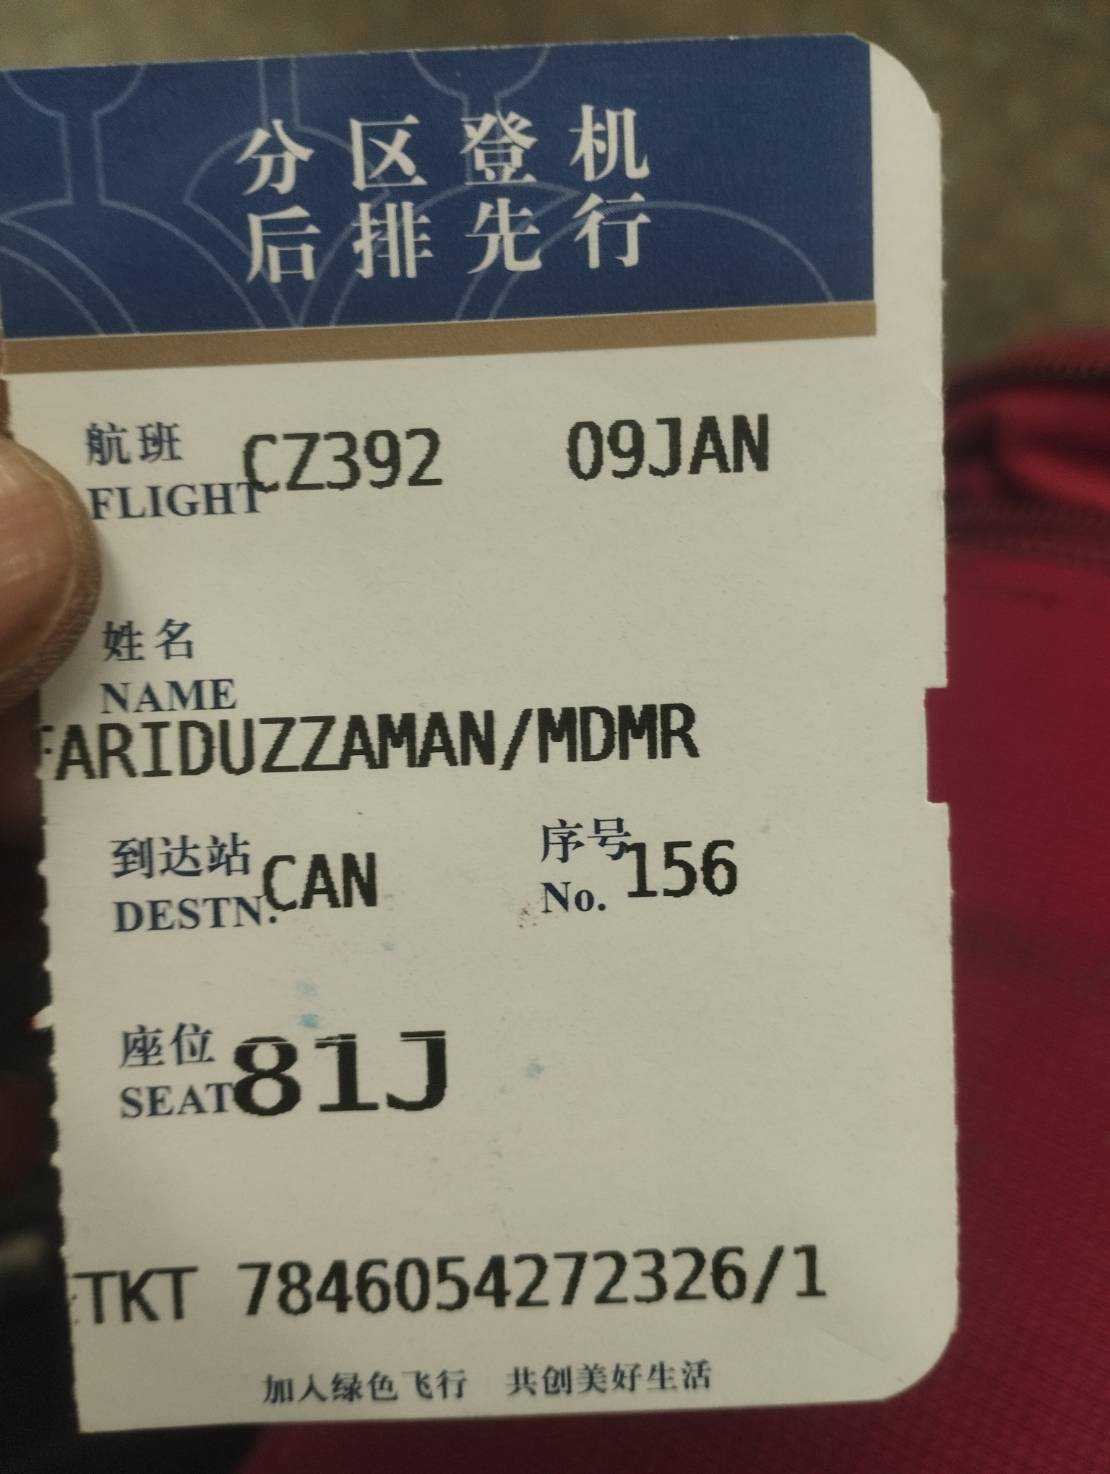 分区登机
后排先行
航班 CZ392 09JAN
FLIGHT
姓名
NAME
FARIDUZZAMAN/MDMR
到达站 CAN 序号 156
DESTN. No.
座位 81J
SEAT
ETKT 7846054272326/1
加入绿色飞行 共创美好生活